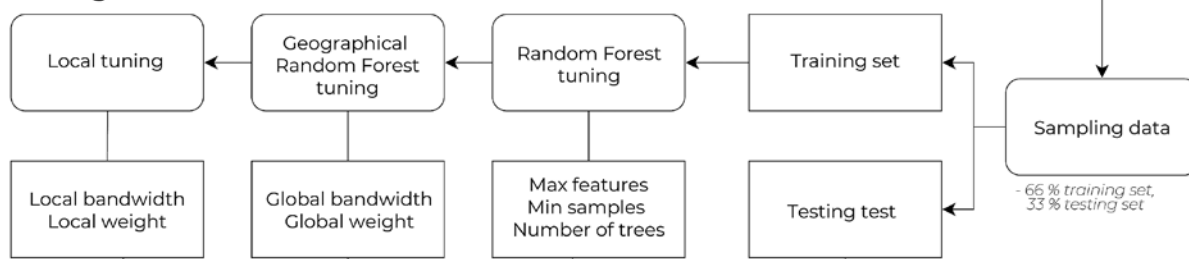 Local tuning
Geographical
Random Forest
tuning
Random Forest
tuning
Training set
Sampling data
- 66 % training set,
33 % testing set
Local bandwidth
Local weight
Global bandwidth
Global weight
Max features
Min samples
Number of trees
Testing test